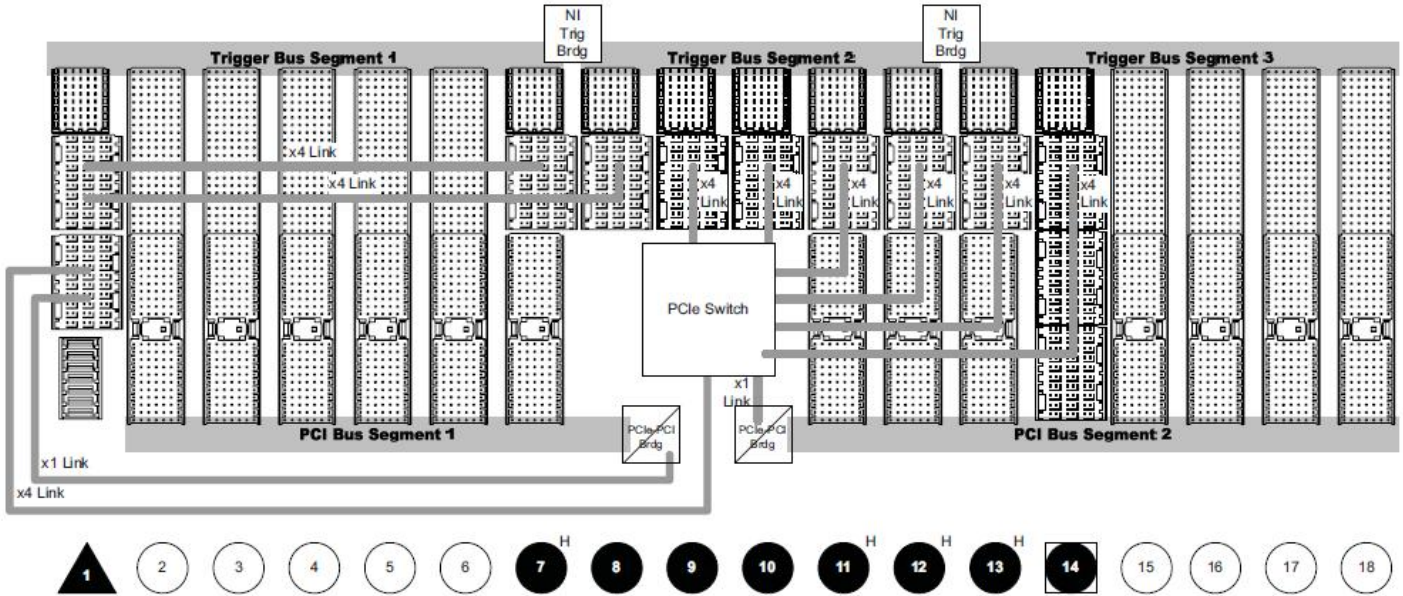 NI
Trig
Brdg
NI
Trig
Brdg
Trigger Bus Segment 1
Trigger Bus Segment 2
Trigger Bus Segment 3
x4 Link
x4 Link
x4
Link
x4
Link
x4
Link
x4
Link
x4
Link
x4
Link
PCIe Switch
x1
Link
PCIe-PCI
Brdg
PCIe-PCI
Brdg
PCI Bus Segment 1
PCI Bus Segment 2
x1 Link
x4 Link
H
H
H
H
1 2 3 4 5 6 7 8 9 10 11 12 13 14 15 16 17 18